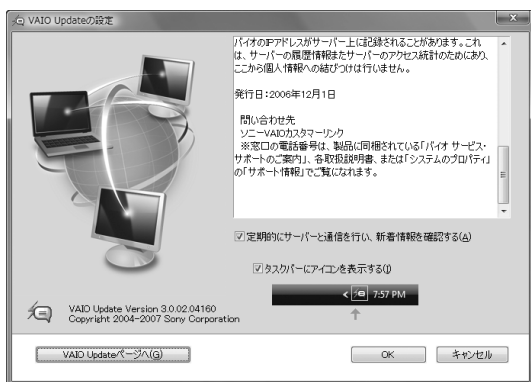 VAIO Updateの設定
バイオのIPアドレスがサーバー上に記録されることがあります。これ
は、サーバーの履歴情報またサーバーのアクセス統計のためにあり、
ここから個人情報への結びつけは行いません。
発行日:2006年12月1日
問い合わせ先
ソニーVAIOカスタマーリンク
※窓口の電話番号は、製品に同梱されている「バイオ サービス・
サポートのご案内」、各取扱説明書、または「システムのプロパティ」
の「サポート情報」でご覧になれます。
定期的にサーバーと通信を行い、新着情報を確認する(A)
タスクバーにアイコンを表示する(I)
7:57 PM
VAIO Update Version 3.0.02.04160
Copyright 2004-2007 Sony Corporation
VAIO Updateページへ(G)
OK
キャンセル